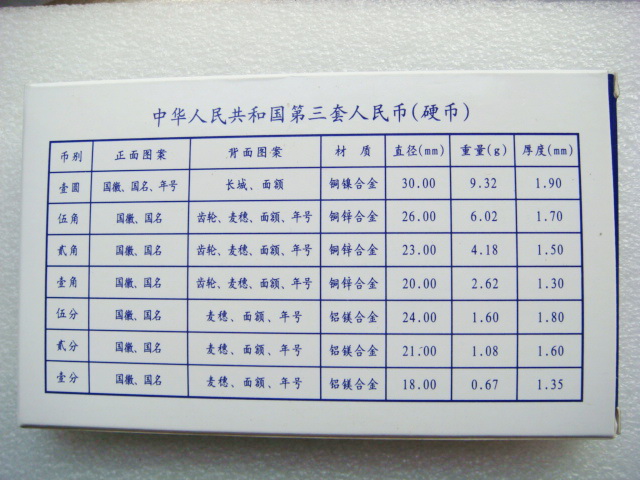 中华人民共和国第三套人民币(硬币)
币别 正面图案 背面图案 材 质 直径(mm) 重量(g) 厚度(mm)
壹圆 国徽、国名、年号 长城、面额 铜镍合金 30.00 9.32 1.90
伍角 国徽、国名 齿轮、麦穗、面额、年号 铜锌合金 26.00 6.02 1.70
贰角 国徽、国名 齿轮、麦穗、面额、年号 铜锌合金 23.00 4.18 1.50
壹角 国徽、国名 齿轮、麦穗、面额、年号 铜锌合金 20.00 2.62 1.30
伍分 国徽、国名 麦穗、面额、年号 铝镁合金 24.00 1.60 1.80
贰分 国徽、国名 麦穗、面额、年号 铝镁合金 21.00 1.08 1.60
壹分 国徽、国名 麦穗、面额、年号 铝镁合金 18.00 0.67 1.35